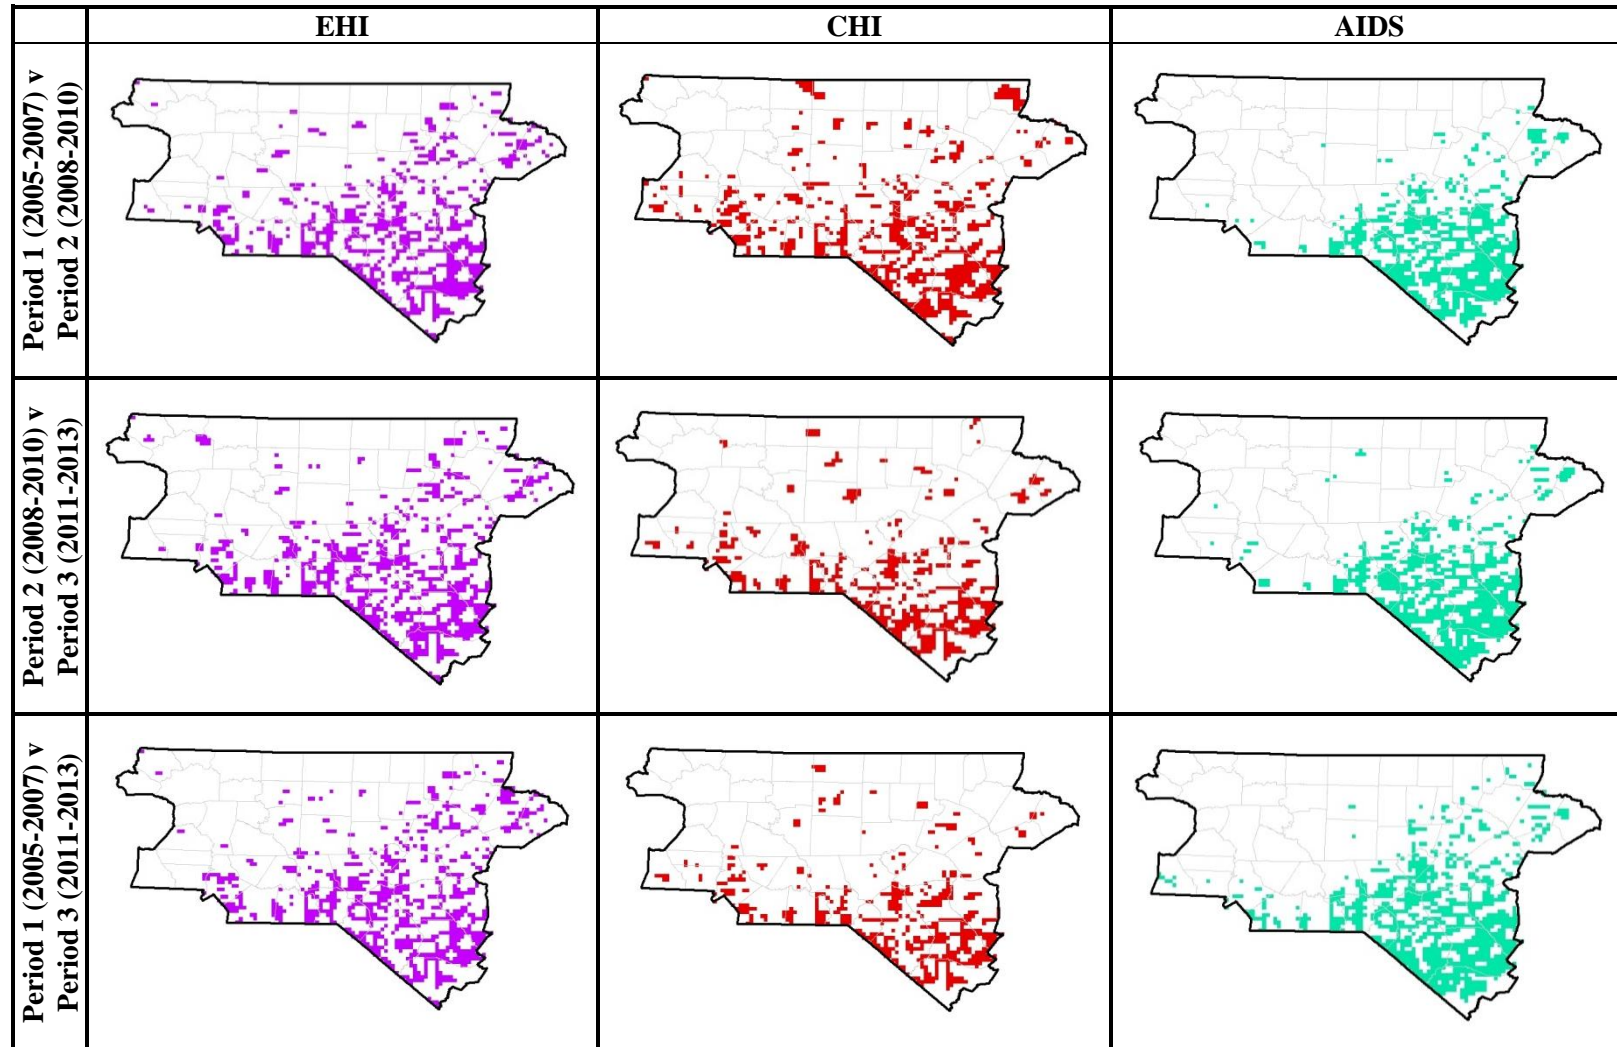 EHI
CHI
AIDS
Period 1 (2005-2007) v
Period 2 (2008-2010)
Period 2 (2008-2010) v
Period 3 (2011-2013)
Period 1 (2005-2007) v
Period 3 (2011-2013)